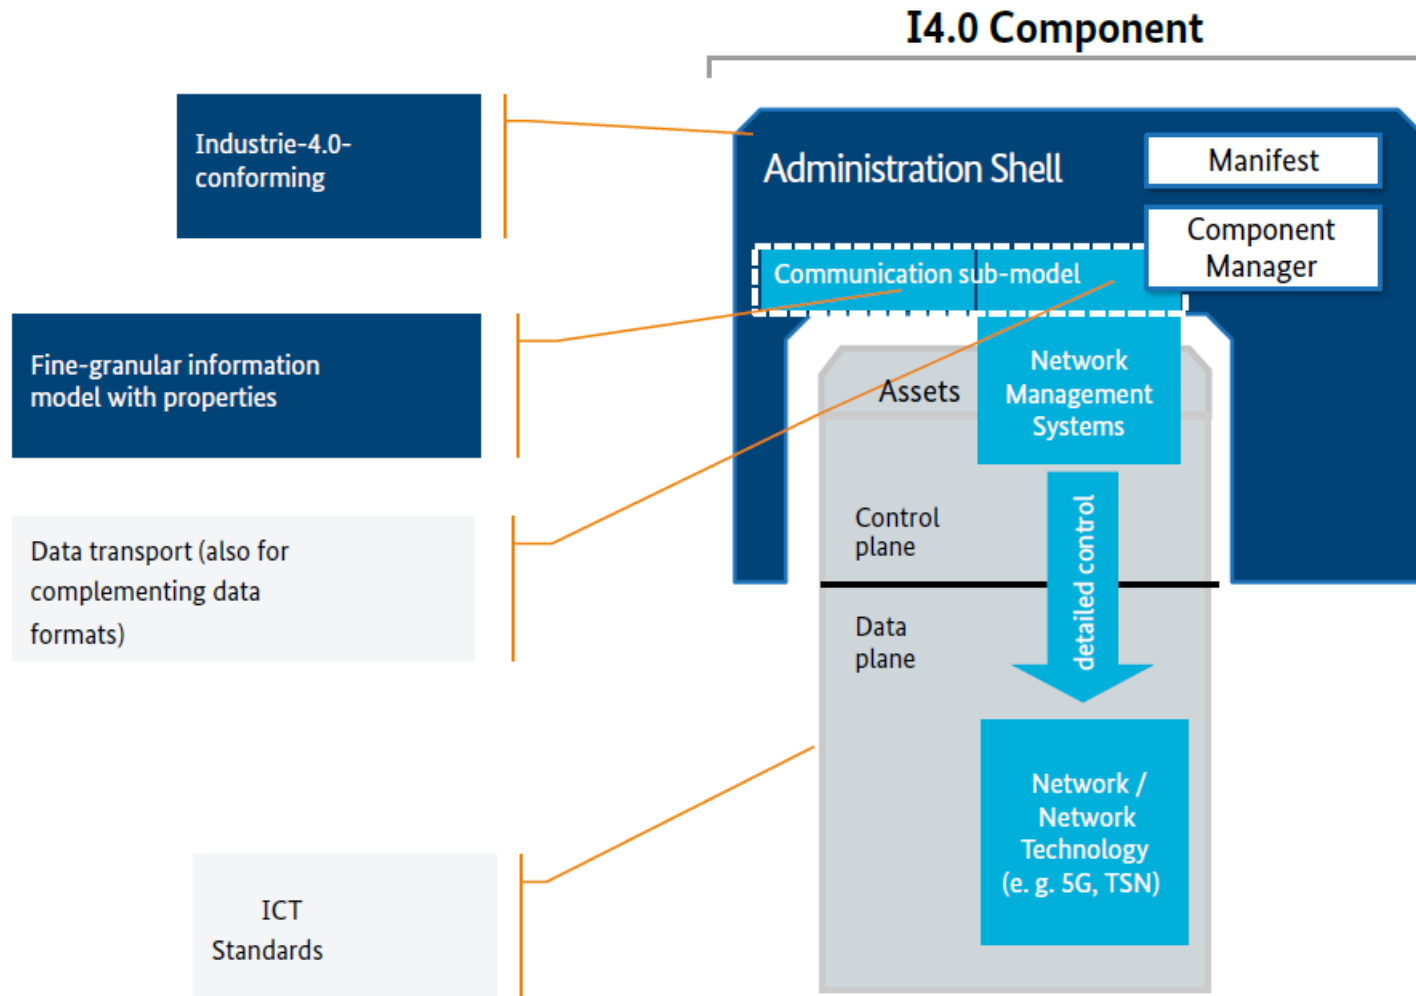 I4.0 Component
Industrie-4.0-
conforming
Administration Shell
Manifest
Component
Manager
Communication sub-model
Fine-granular information
model with properties
Assets
Network
Management
Systems
Data transport (also for
complementing data
formats)
Control
plane
detailed control
Data
plane
Network /
Network
Technology
(e. g. 5G, TSN)
ICT
Standards